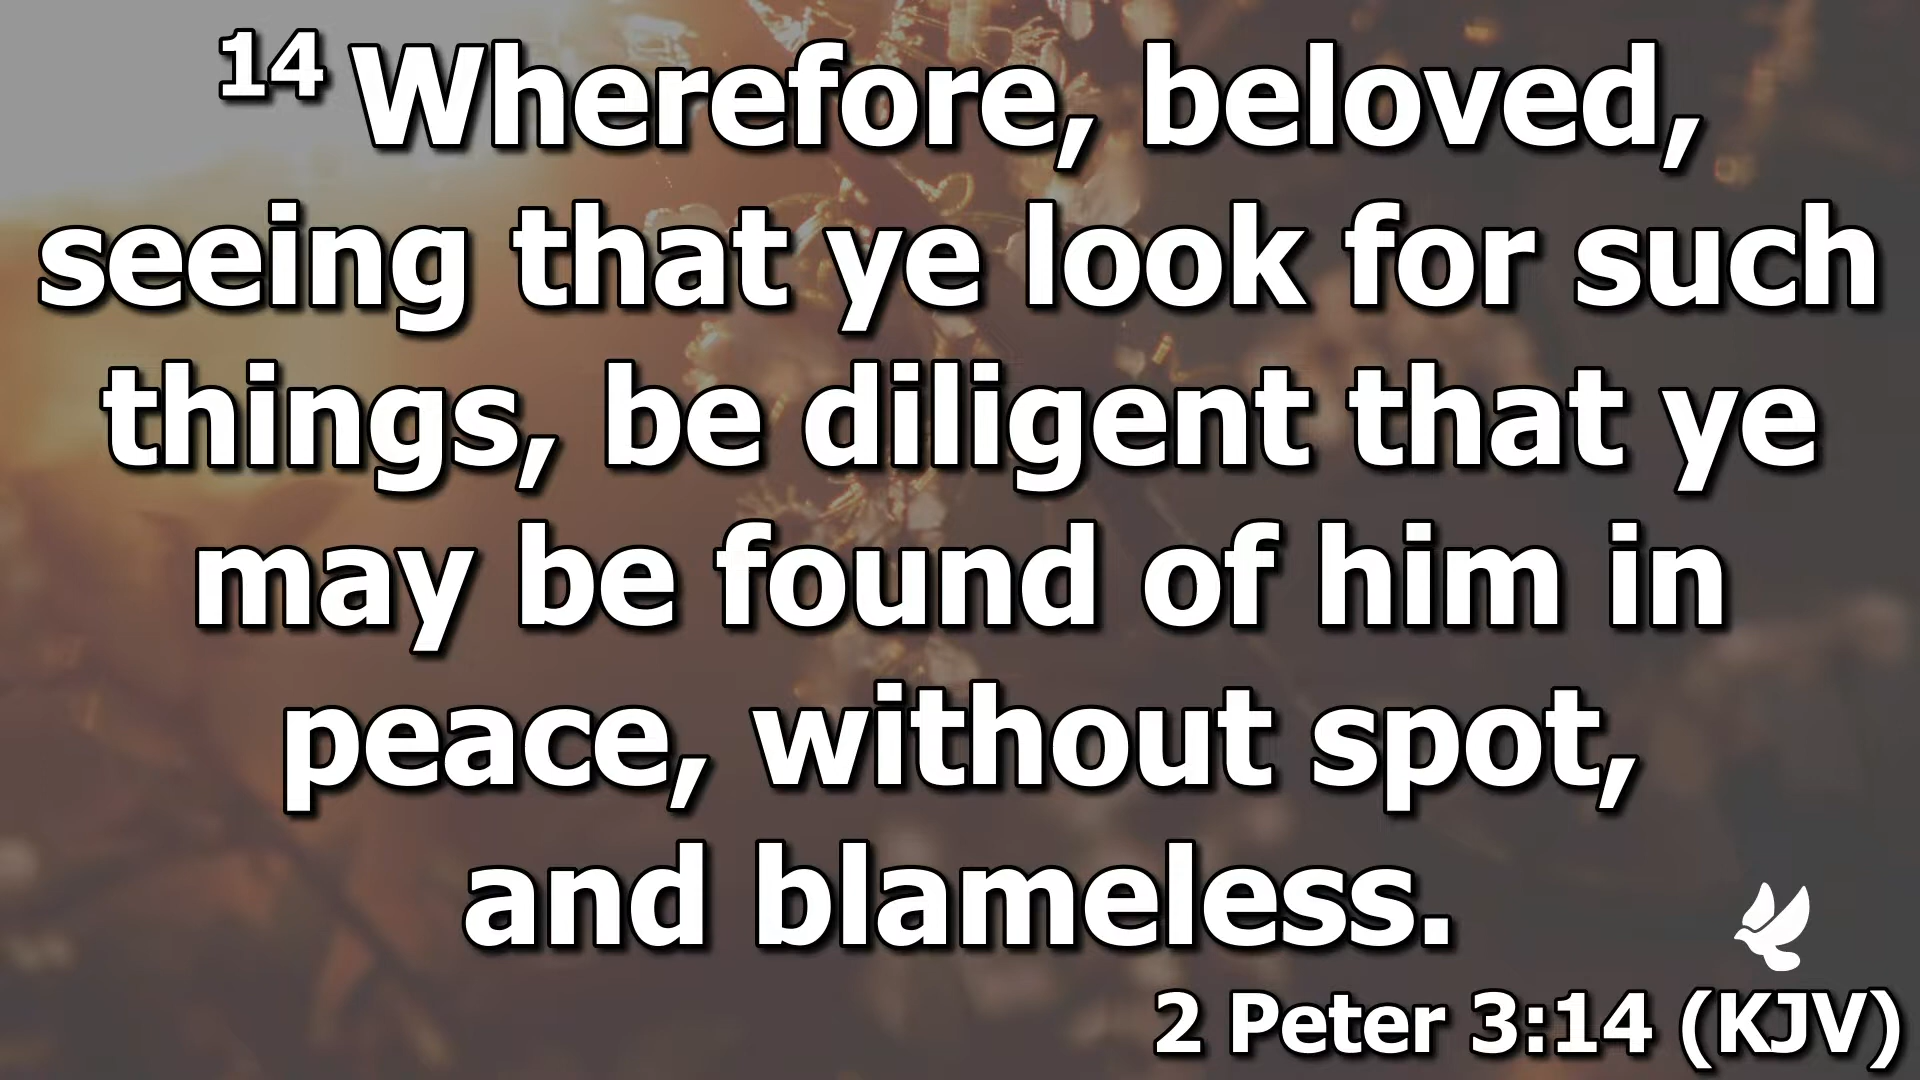 14 Wherefore, beloved,
seeing that ye look for such
things, be diligent that ye
may be found of him in
peace, without spot,
and blameless.
2 Peter 3:14 (KJV)